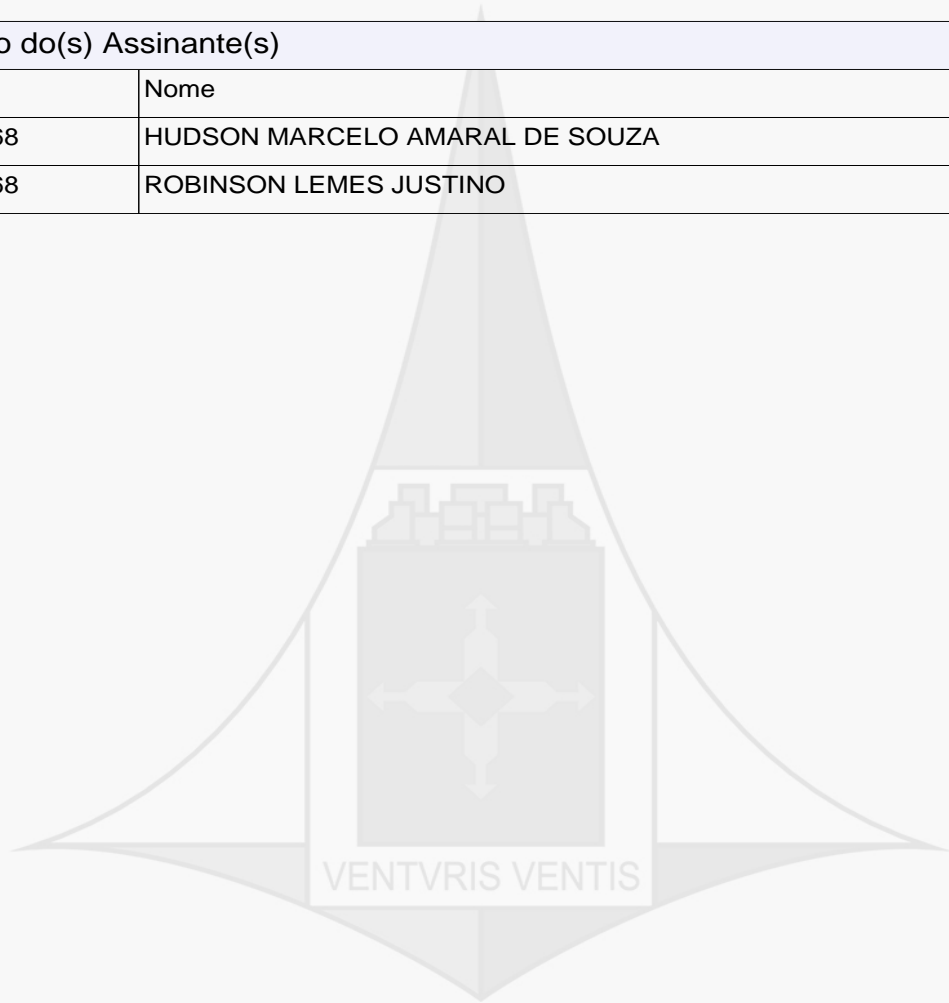 o do(s) Assinante(s)
Nome
68 HUDSON MARCELO AMARAL DE SOUZA
68 ROBINSON LEMES JUSTINO
VENTVRIS VENTIS